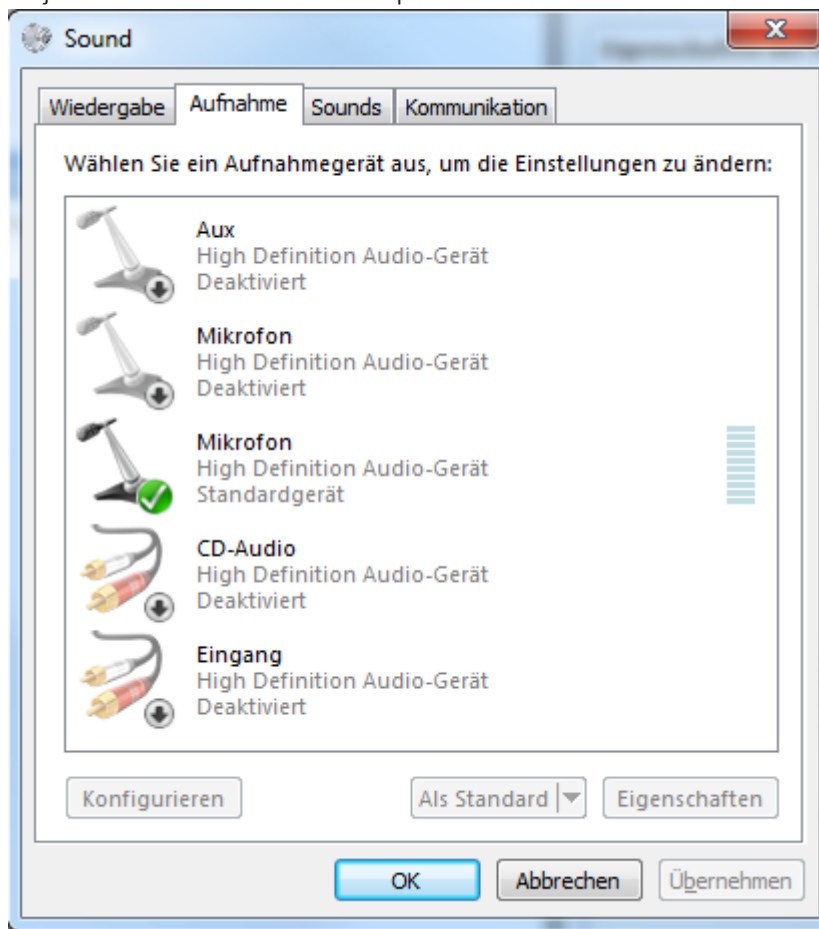 Sound
Wiedergabe Aufnahme Sounds Kommunikation
Wählen Sie ein Aufnahmegerät aus, um die Einstellungen zu ändern:
Aux
High Definition Audio-Gerät
Deaktiviert
Mikrofon
High Definition Audio-Gerät
Deaktiviert
Mikrofon
High Definition Audio-Gerät
Standardgerät
CD-Audio
High Definition Audio-Gerät
Deaktiviert
Eingang
High Definition Audio-Gerät
Deaktiviert
Konfigurieren Als Standard Eigenschaften
OK Abbrechen Übernehmen